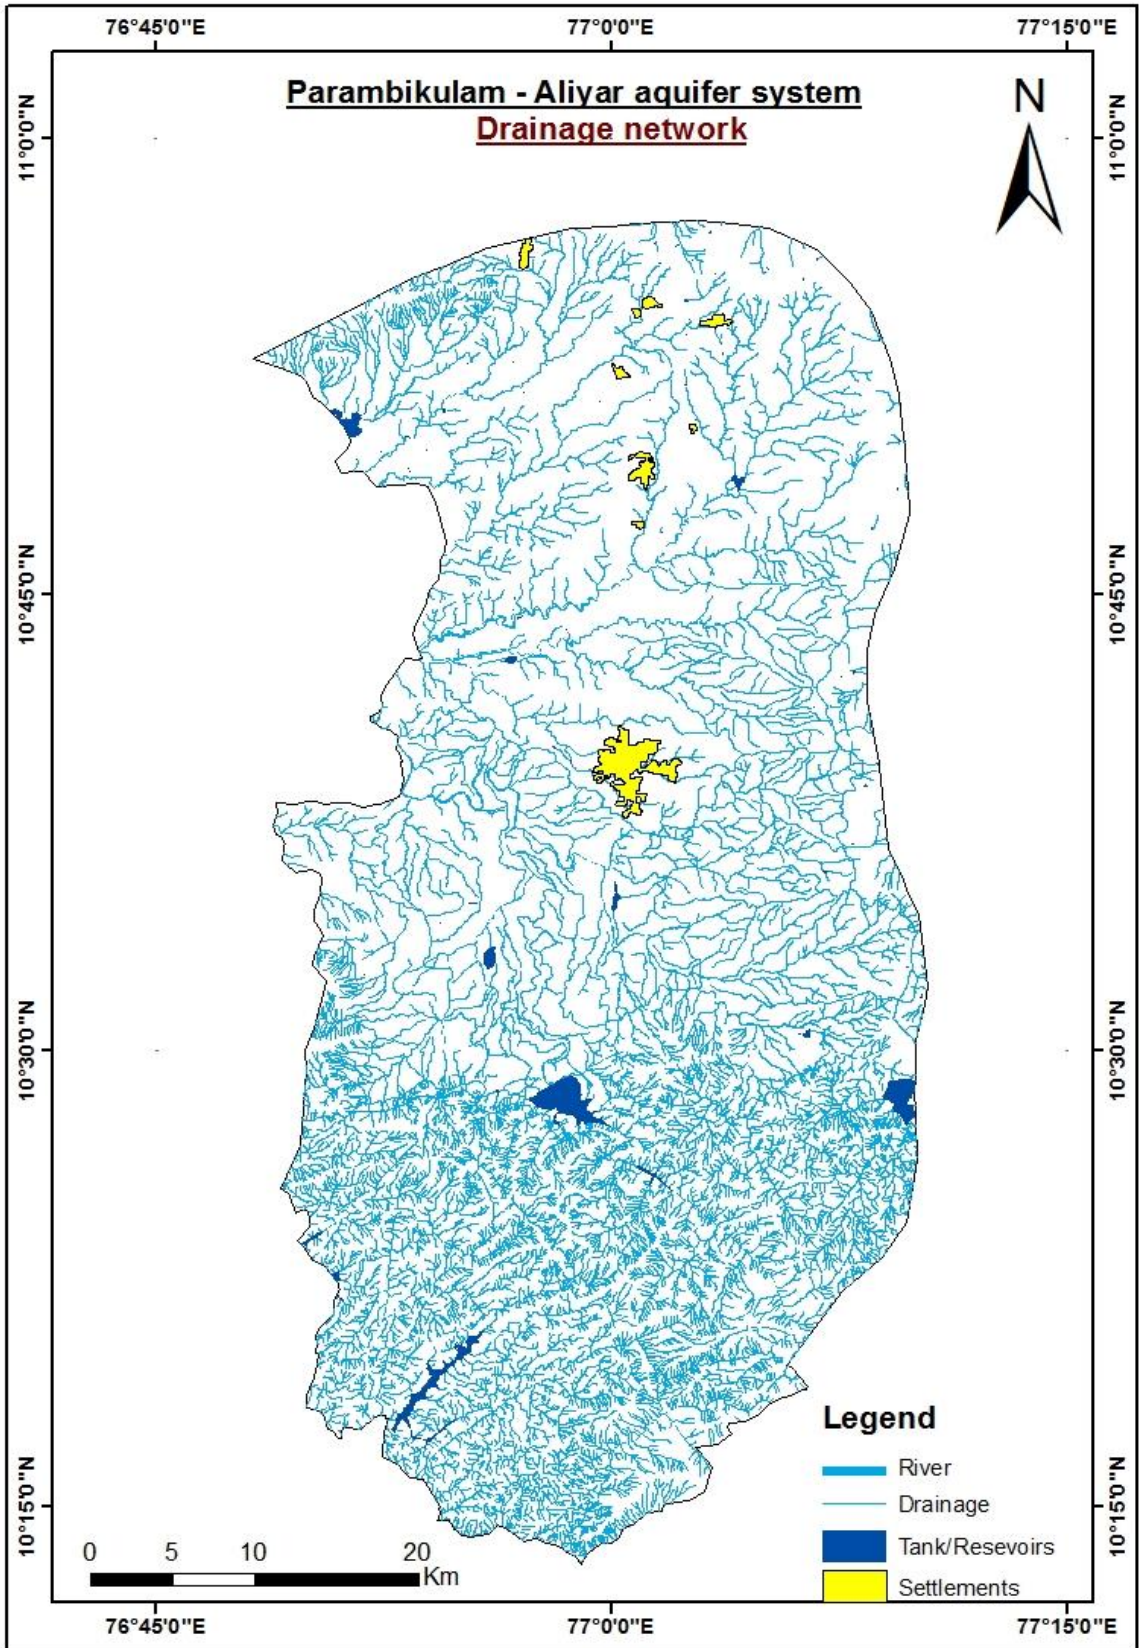 76°45'0"E 77°0'0"E 77°15'0"E
Parambikulam - Aliyar aquifer system
Drainage network
N
11°0'0"N 11°0'0"N
10°45'0"N 10°45'0"N
10°30'0"N 10°30'0"N
10°15'0"N 10°15'0"N
Legend
River
Drainage
Tank/Resevoirs
Settlements
0 5 10 20
Km
76°45'0"E 77°0'0"E 77°15'0"E